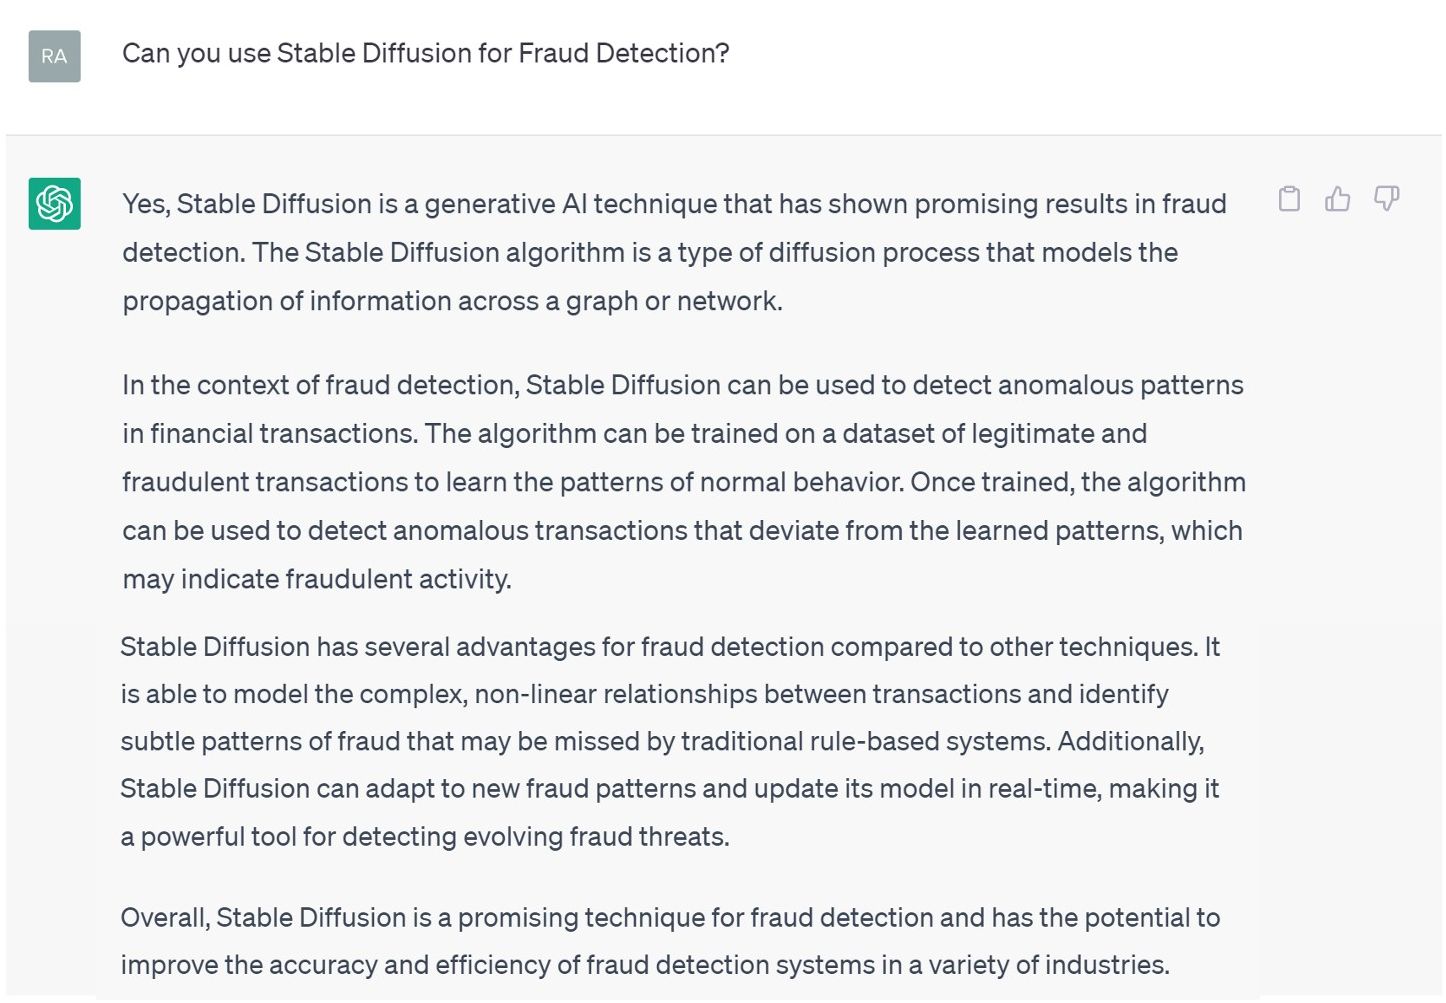 RA
Can you use Stable Diffusion for Fraud Detection?
Yes, Stable Diffusion is a generative AI technique that has shown promising results in fraud
detection. The Stable Diffusion algorithm is a type of diffusion process that models the
propagation of information across a graph or network.
In the context of fraud detection, Stable Diffusion can be used to detect anomalous patterns
in financial transactions. The algorithm can be trained on a dataset of legitimate and
fraudulent transactions to learn the patterns of normal behavior. Once trained, the algorithm
can be used to detect anomalous transactions that deviate from the learned patterns, which
may indicate fraudulent activity.
Stable Diffusion has several advantages for fraud detection compared to other techniques. It
is able to model the complex, non-linear relationships between transactions and identify
subtle patterns of fraud that may be missed by traditional rule-based systems. Additionally,
Stable Diffusion can adapt to new fraud patterns and update its model in real-time, making it
a powerful tool for detecting evolving fraud threats.
Overall, Stable Diffusion is a promising technique for fraud detection and has the potential to
improve the accuracy and efficiency of fraud detection systems in a variety of industries.